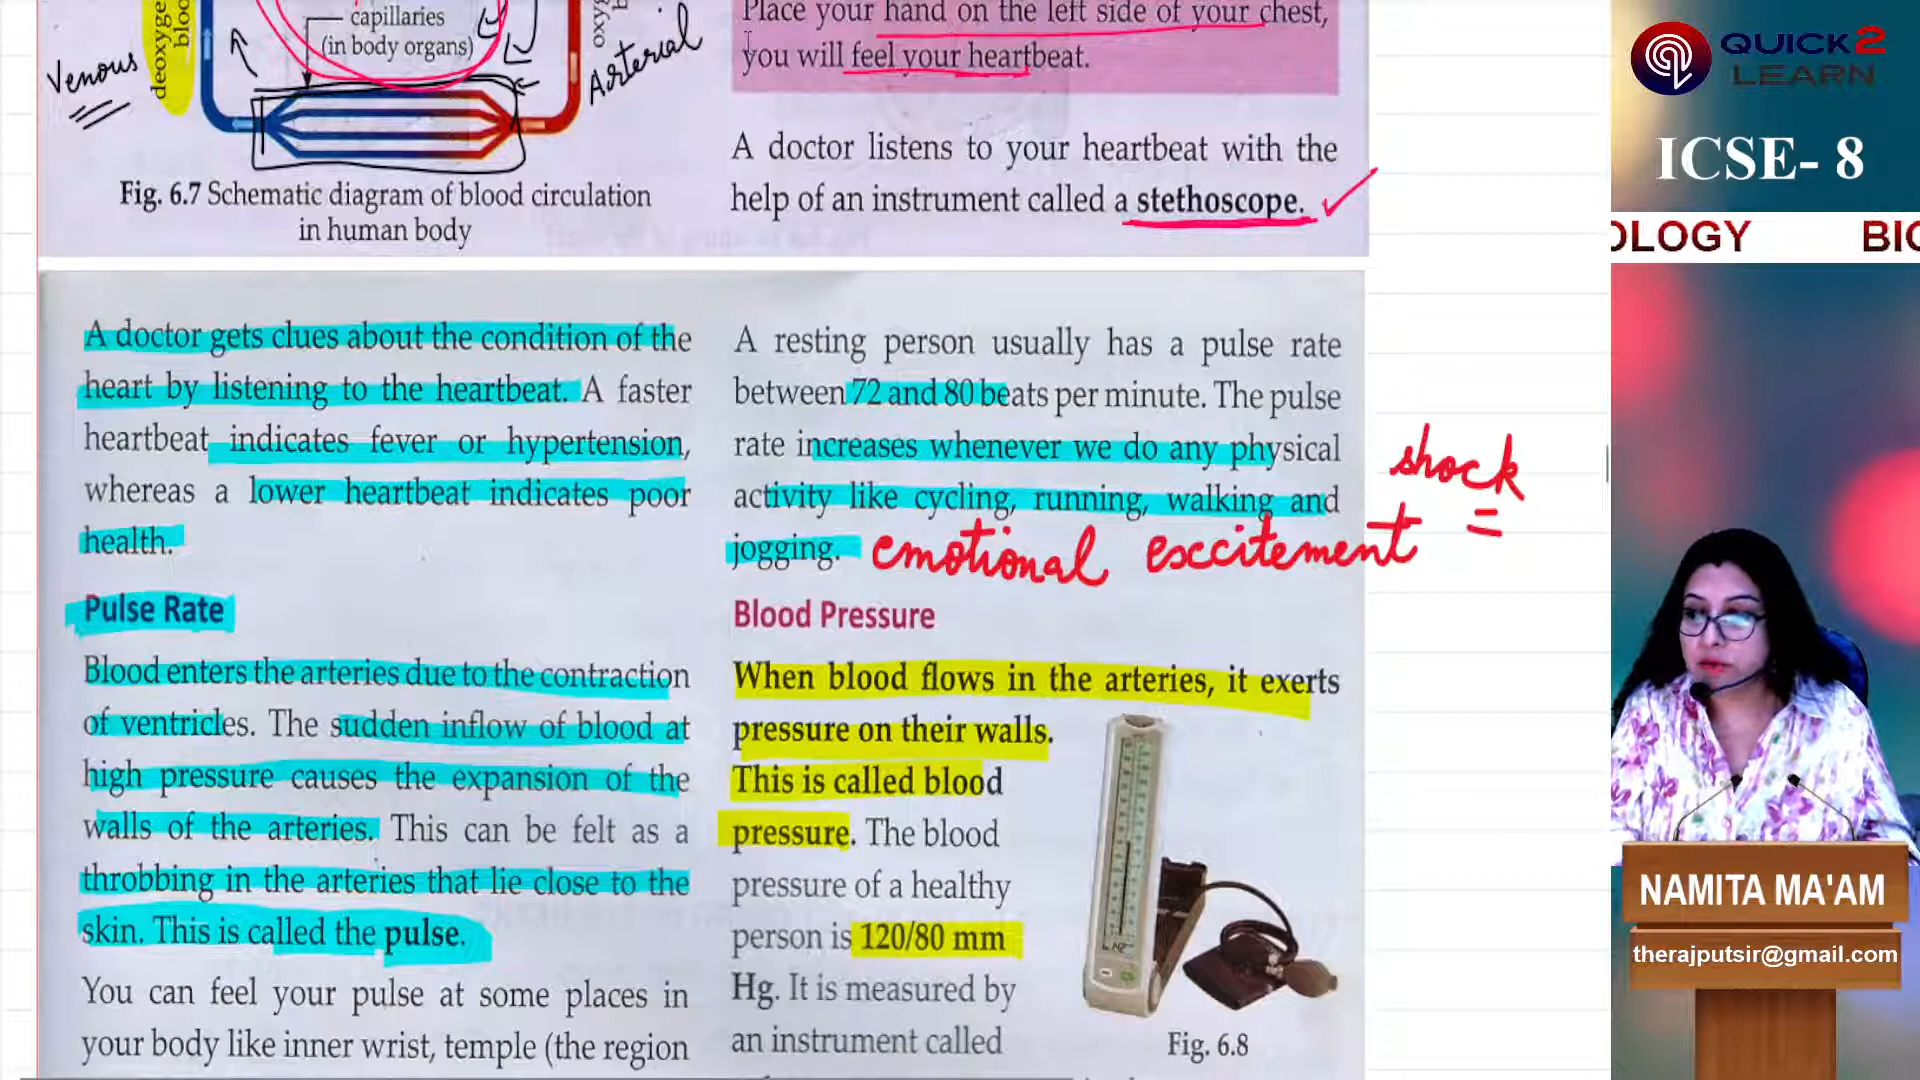 capillaries
(in body organs)
deoxyge
bloo
oxyg
Venous
Arterial
Fig. 6.7 Schematic diagram of blood circulation
in human body
Place your hand on the left side of your chest,
you will feel your heartbeat.
A doctor listens to your heartbeat with the
help of an instrument called a stethoscope.
A doctor gets clues about the condition of the
heart by listening to the heartbeat. A faster
heartbeat indicates fever or hypertension,
whereas a lower heartbeat indicates poor
health.
Pulse Rate
Blood enters the arteries due to the contraction
of ventricles. The sudden inflow of blood at
high pressure causes the expansion of the
walls of the arteries. This can be felt as a
throbbing in the arteries that lie close to the
skin. This is called the pulse.
You can feel your pulse at some places in
your body like inner wrist, temple (the region
A resting person usually has a pulse rate
between 72 and 80 beats per minute. The pulse
rate increases whenever we do any physical
activity like cycling, running, walking and
jogging. emotional excitement
shock
Blood Pressure
When blood flows in the arteries, it exerts
pressure on their walls.
This is called blood
pressure. The blood
pressure of a healthy
person is 120/80 mm
Hg. It is measured by
an instrument called
Fig. 6.8
QUICK2
LEARN
ICSE- 8
OLOGY BIO
NAMITA MA'AM
therajputsir@gmail.com